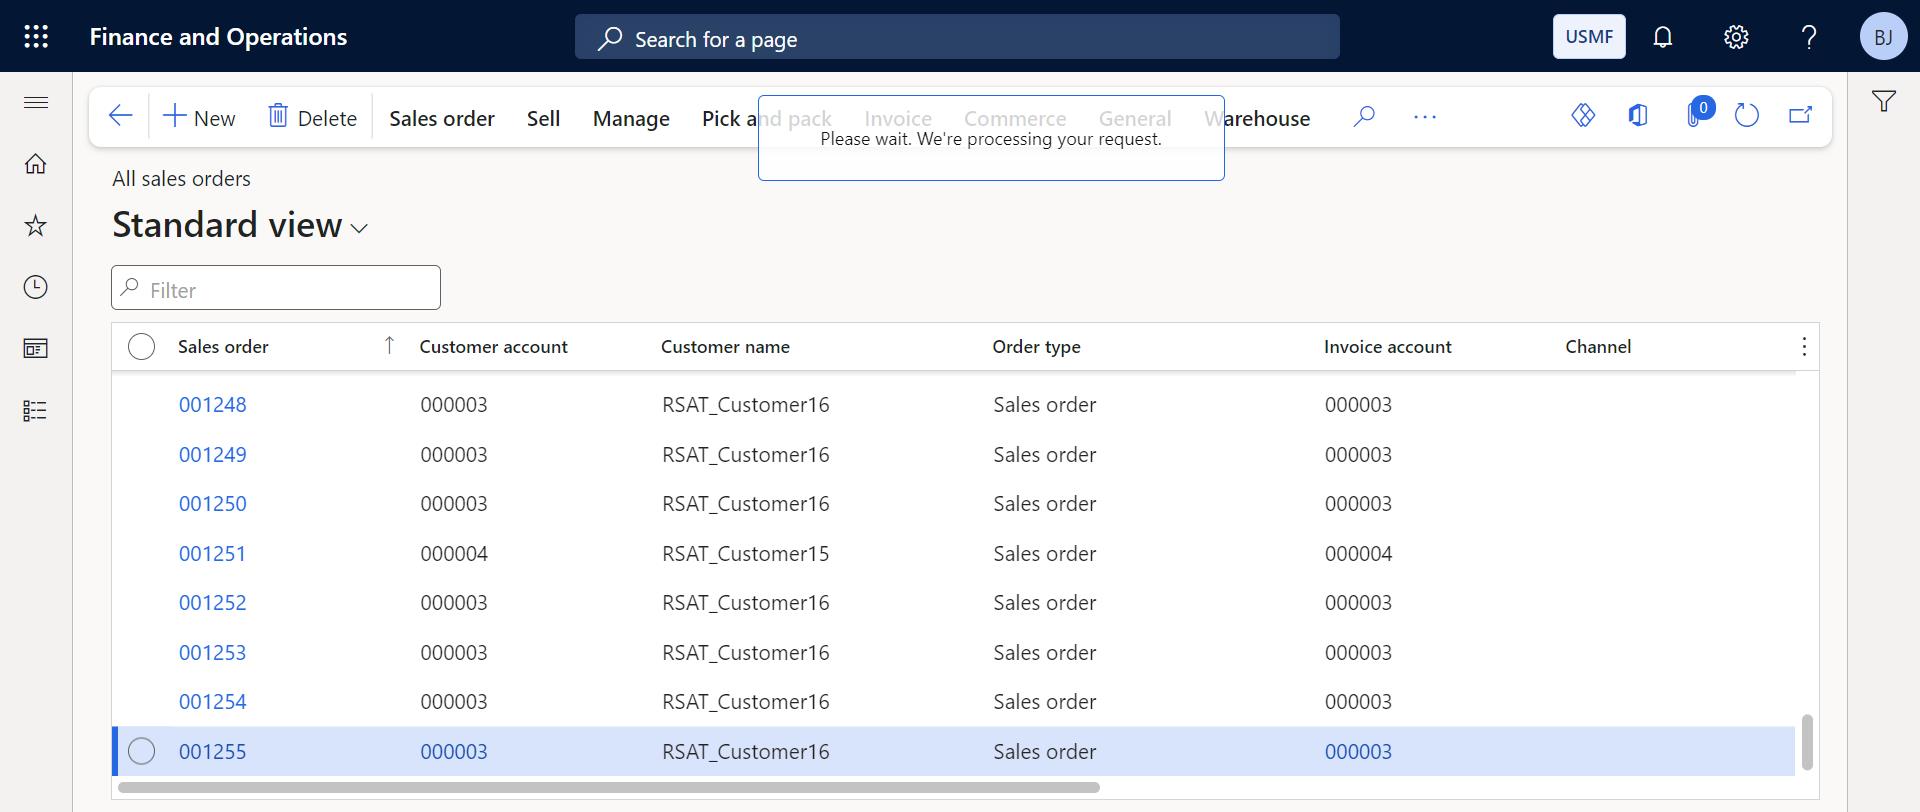 Finance and Operations
Search for a page
USMF
BJ
New
Delete
Sales order
Sell
Manage
Pick and pack
Invoice
Commerce
General
Warehouse
0
Please wait. We're processing your request.
All sales orders
Standard view
Filter
Sales order Customer account Customer name Order type Invoice account Channel
001248 000003 RSAT_Customer16 Sales order 000003
001249 000003 RSAT_Customer16 Sales order 000003
001250 000003 RSAT_Customer16 Sales order 000003
001251 000004 RSAT_Customer15 Sales order 000004
001252 000003 RSAT_Customer16 Sales order 000003
001253 000003 RSAT_Customer16 Sales order 000003
001254 000003 RSAT_Customer16 Sales order 000003
001255 000003 RSAT_Customer16 Sales order 000003